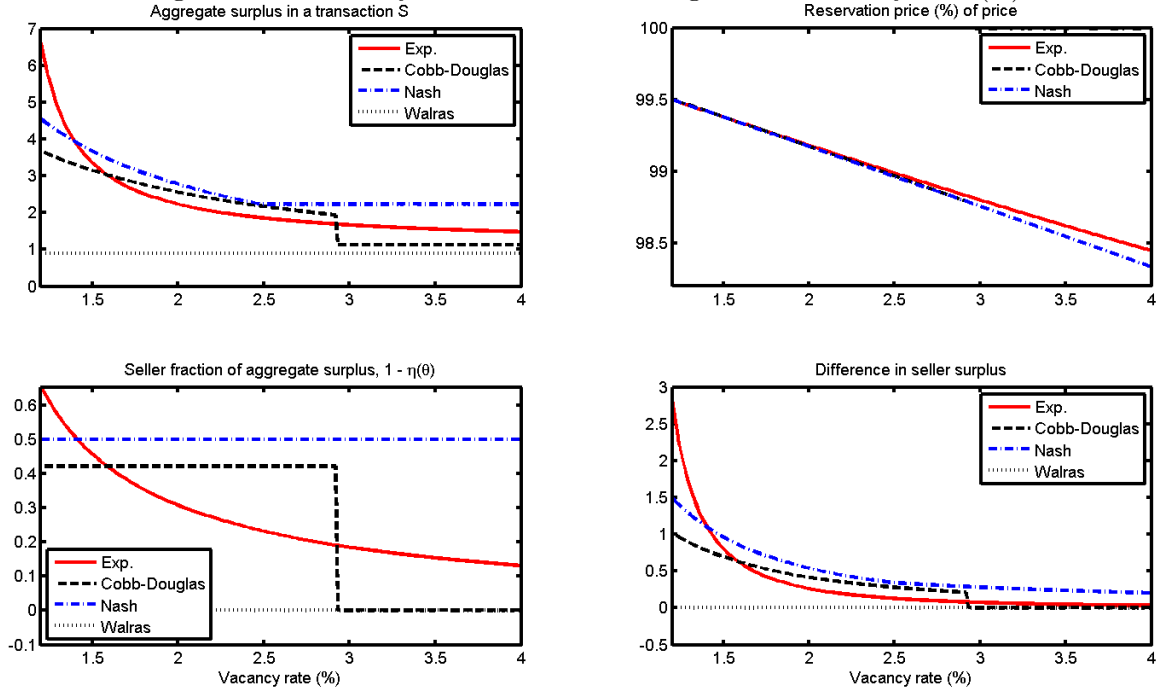 Aggregate surplus in a transaction S
7
6
5
4
3
2
1
0
1.5
2
2.5
3
3.5
4
Exp.
Cobb-Douglas
Nash
Walras
Reservation price (%) of price
100
99.5
99
98.5
1.5
2
2.5
3
3.5
4
Exp.
Cobb-Douglas
Nash
Seller fraction of aggregate surplus, 1 - η(θ)
0.6
0.5
0.4
0.3
0.2
0.1
0
-0.1
1.5
2
2.5
3
3.5
4
Vacancy rate (%)
Exp.
Cobb-Douglas
Nash
Walras
Difference in seller surplus
3
2.5
2
1.5
1
0.5
0
-0.5
1.5
2
2.5
3
3.5
4
Vacancy rate (%)
Exp.
Cobb-Douglas
Nash
Walras